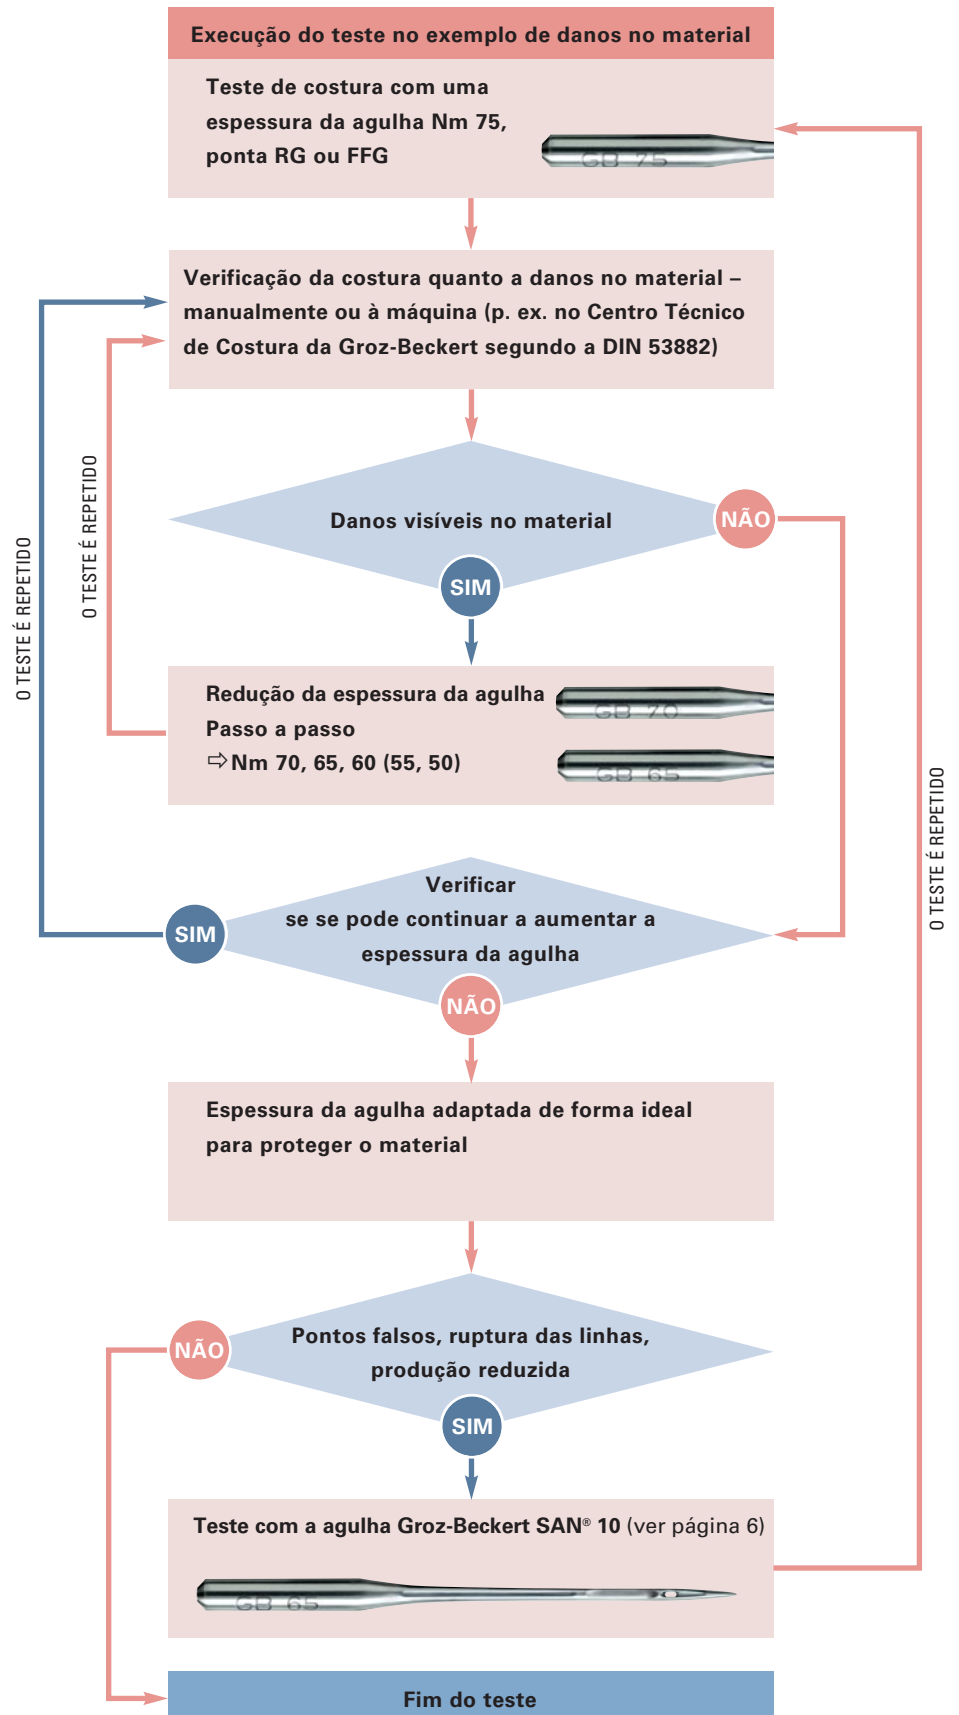 Execução do teste no exemplo de danos no material
Teste de costura com uma
espessura da agulha Nm 75,
ponta RG ou FFG
GB 75
Verificação da costura quanto a danos no material –
manualmente ou à máquina (p. ex. no Centro Técnico
de Costura da Groz-Beckert segundo a DIN 53882)
O TESTE É REPETIDO
O TESTE É REPETIDO
Danos visíveis no material
NÃO
SIM
Redução da espessura da agulha
Passo a passo
⇨ Nm 70, 65, 60 (55, 50)
GB 70
GB 65
O TESTE É REPETIDO
Verificar
se se pode continuar a aumentar a
espessura da agulha
SIM
NÃO
Espessura da agulha adaptada de forma ideal
para proteger o material
Pontos falsos, ruptura das linhas,
produção reduzida
NÃO
SIM
Teste com a agulha Groz-Beckert SAN® 10 (ver página 6)
GB 65
Fim do teste